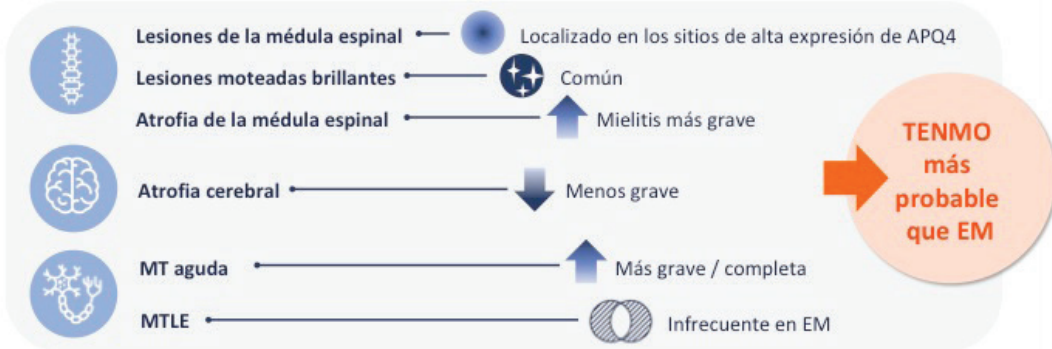 Lesiones de la médula espinal Localizado en los sitios de alta expresión de APQ4
Lesiones moteadas brillantes Común
Atrofia de la médula espinal Mielitis más grave
Atrofia cerebral Menos grave
MT aguda Más grave / completa
MTLE Infrecuente en EM
TENMO
más
probable
que EM